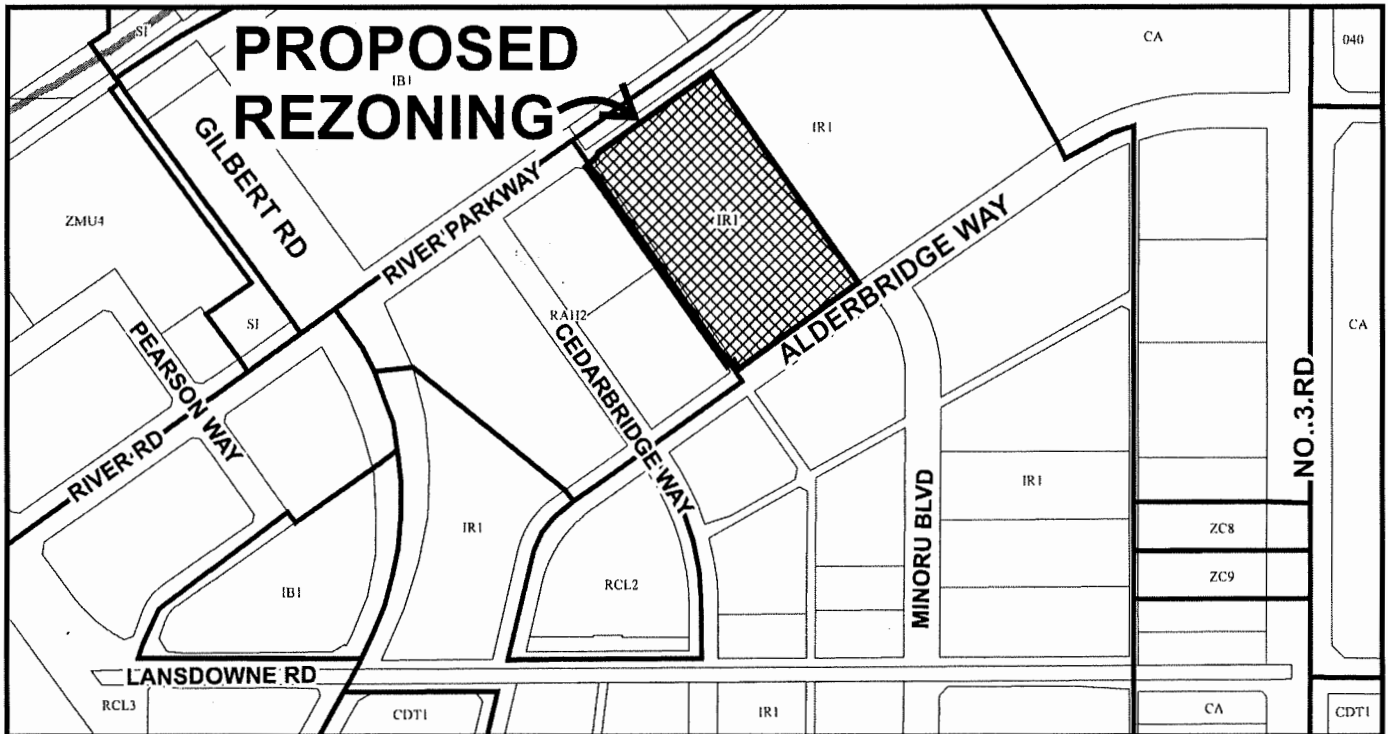 SI
CA
040
PROPOSED
REZONING
IB1
IR1
GILBERT RD
ZMU4
RIVER PARKWAY
IR1
ALDERBRIDGE WAY
CA
SI
RAH2
CEDARBRIDGE WAY
PEARSON WAY
RIVER RD
NO. 3 RD
MINORU BLVD
IR1
IR1
ZC8
ZC9
IB1
RCL2
LANSDOWNE RD
RCL3
CDT1
IR1
CA
CDT1